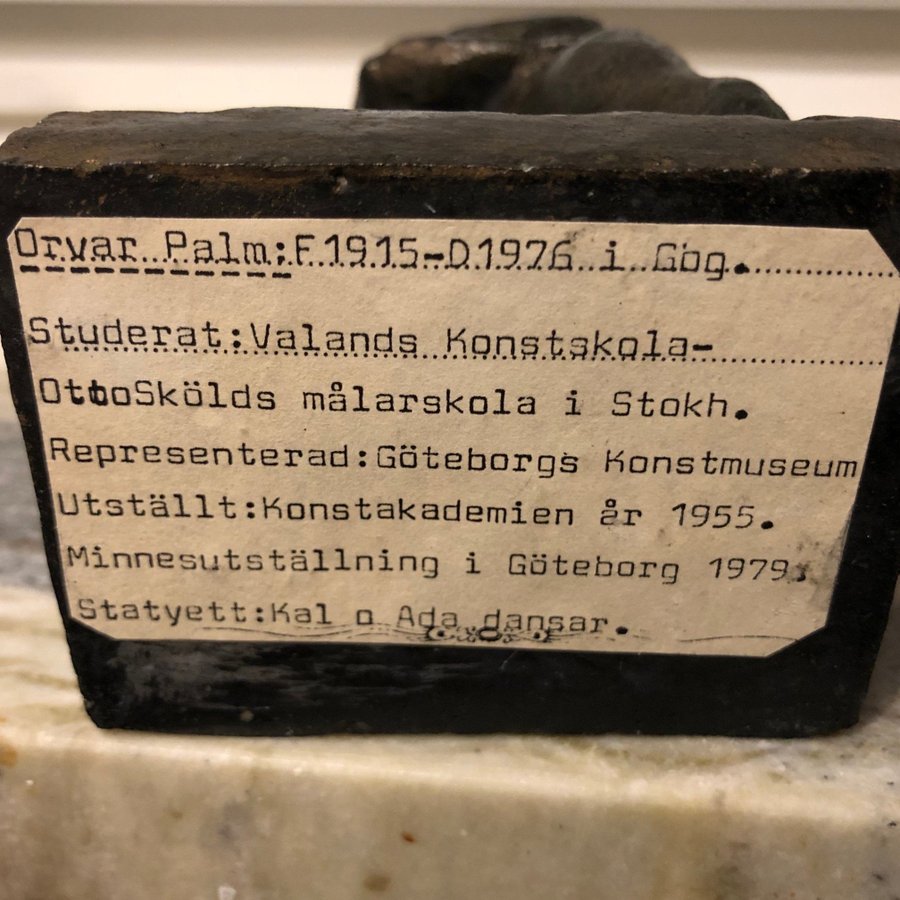 Orvar Palm;F.1915-D.1976 i Gög.
Studerat:Valands Konstskola-
OttoSkölds målarskola i Stokh.
Representerad:Göteborgs Konstmuseum
Utställt:Konstakademien år 1955.
Minnesutställning i Göteborg 1979.
Statyett:Kal o Ada dansar.